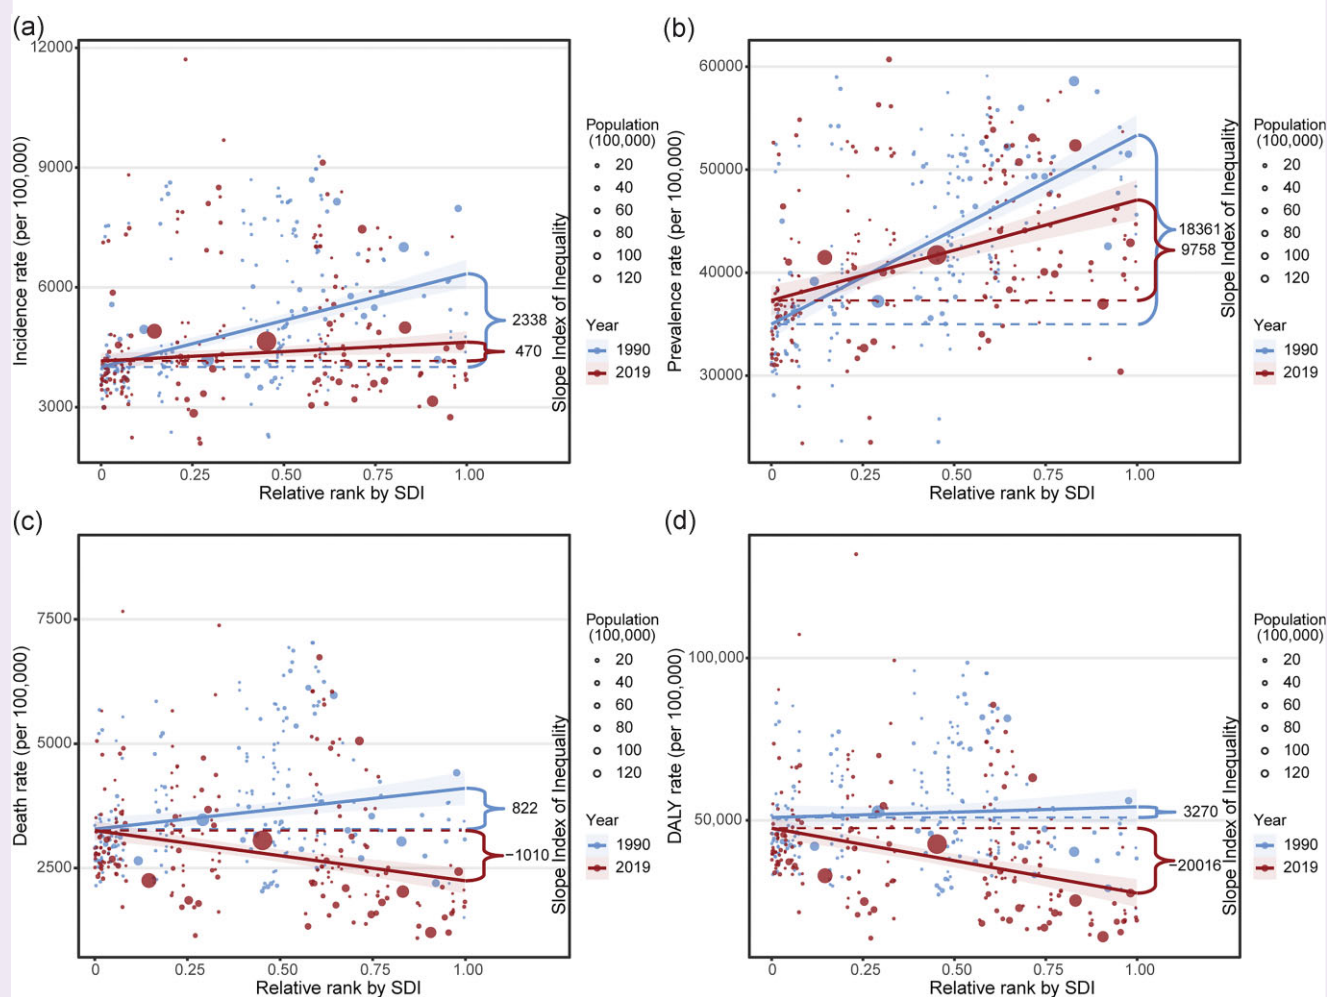 (a)
12000
9000
6000
3000
Incidence rate (per 100,000)
0 0.25 0.50 0.75 1.00
Relative rank by SDI
2338
470
Slope Index of Inequality
Population
(100,000)
20
40
60
80
100
120
Year
1990
2019
(b)
60000
50000
40000
30000
Prevalence rate (per 100,000)
0 0.25 0.50 0.75 1.00
Relative rank by SDI
18361
9758
Slope Index of Inequality
Population
(100,000)
20
40
60
80
100
120
Year
1990
2019
(c)
7500
5000
2500
Death rate (per 100,000)
0 0.25 0.50 0.75 1.00
Relative rank by SDI
822
−1010
Slope Index of Inequality
Population
(100,000)
20
40
60
80
100
120
Year
1990
2019
(d)
100,000
50,000
DALY rate (per 100,000)
0 0.25 0.50 0.75 1.00
Relative rank by SDI
3270
−20016
Slope Index of Inequality
Population
(100,000)
20
40
60
80
100
120
Year
1990
2019